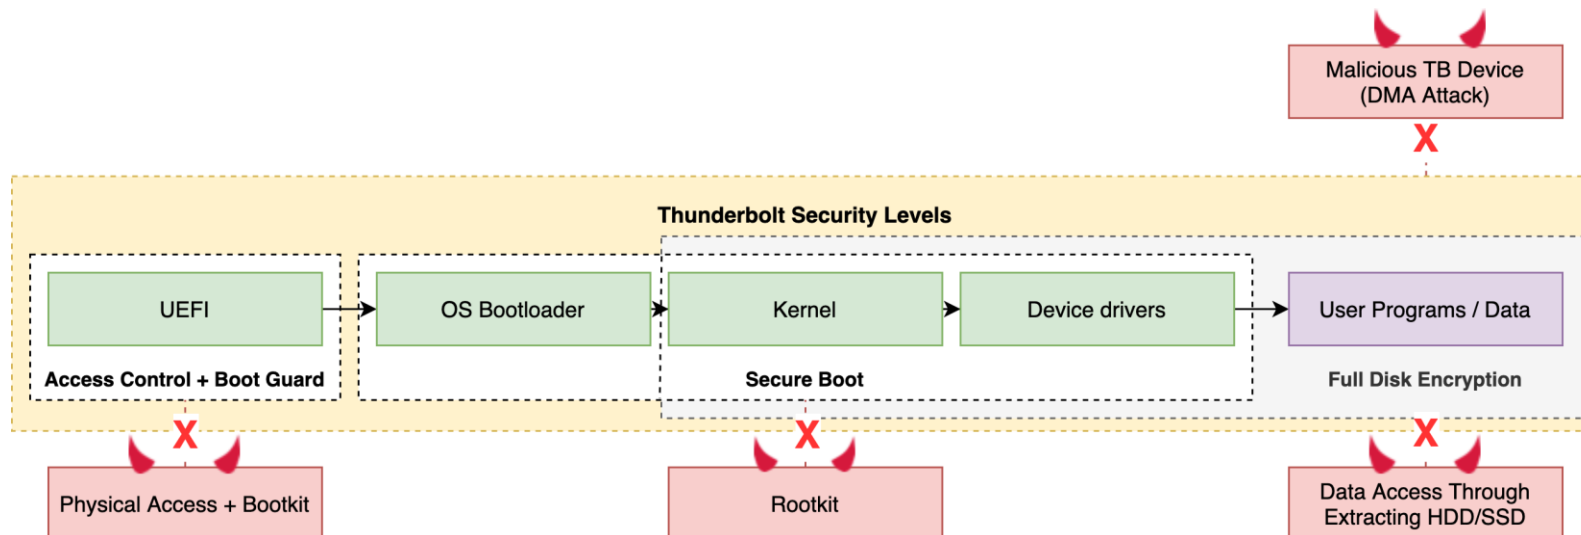 Malicious TB Device
(DMA Attack)
X
Thunderbolt Security Levels
UEFI
OS Bootloader
Kernel
Device drivers
User Programs / Data
Access Control + Boot Guard
Secure Boot
Full Disk Encryption
X
X
X
Physical Access + Bootkit
Rootkit
Data Access Through
Extracting HDD/SSD